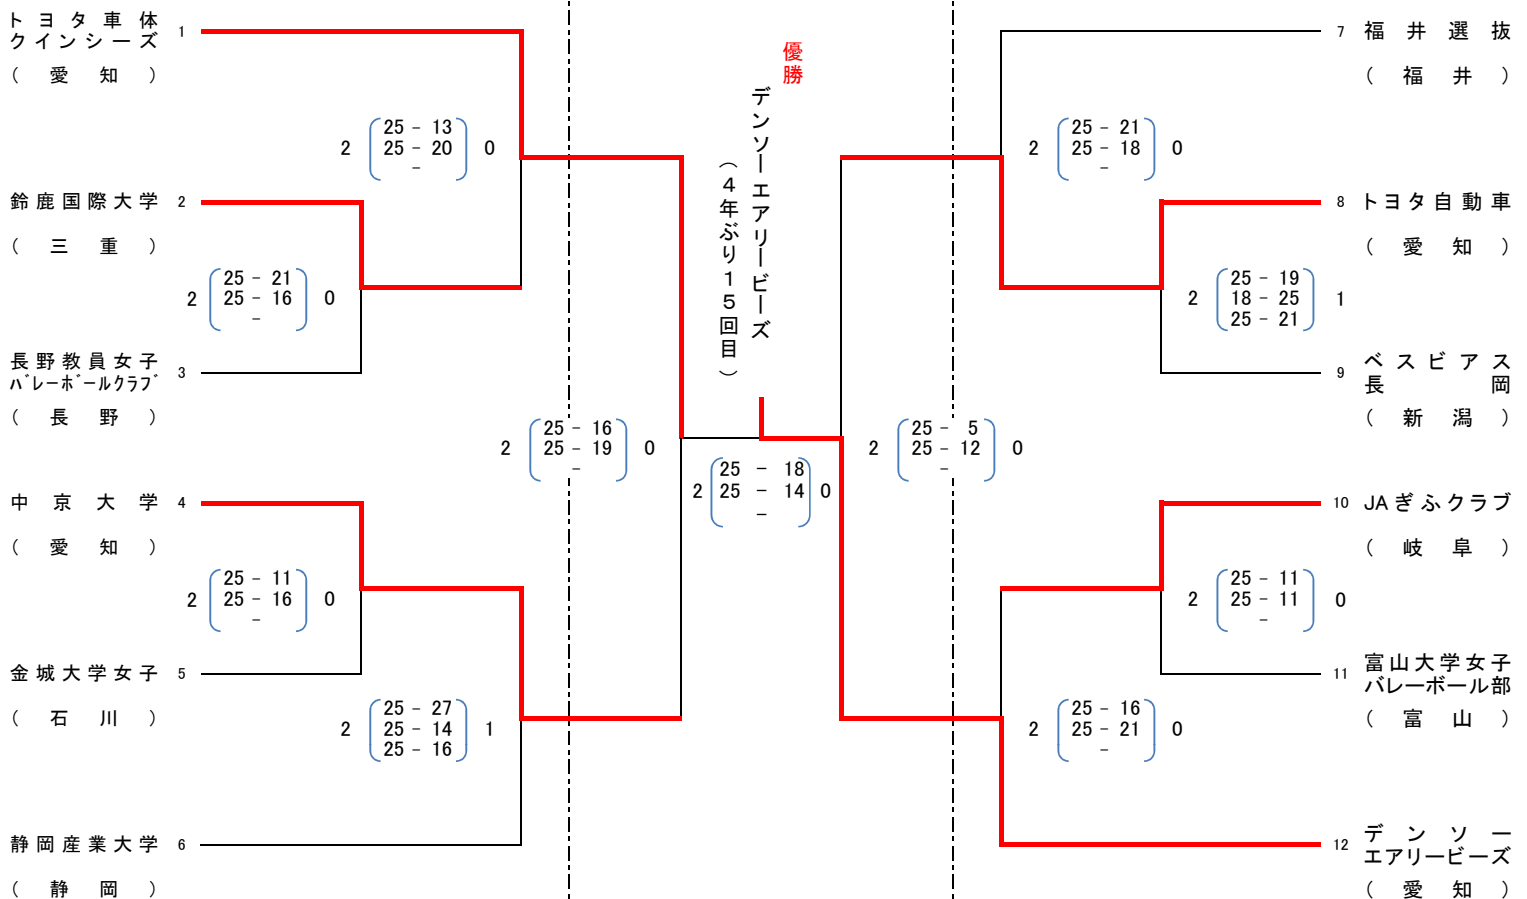 トヨタ車体
クインシーズ
1
(愛知)
2
25 - 13
25 - 20
-
0
鈴鹿国際大学 2
(三重)
2
25 - 21
25 - 16
-
0
長野教員女子
バレーボールクラブ
3
(長野)
2
25 - 16
25 - 19
-
0
中京大学 4
(愛知)
2
25 - 11
25 - 16
-
0
金城大学女子 5
(石川)
2
25 - 27
25 - 14
25 - 16
1
静岡産業大学 6
(静岡)
優勝
デンソーエアリービーズ
(4年ぶり15回目)
2
25 - 18
25 - 14
-
0
7 福井選抜
(福井)
2
25 - 21
25 - 18
-
0
8 トヨタ自動車
(愛知)
2
25 - 19
18 - 25
25 - 21
1
9
ベスビアス
長岡
(新潟)
2
25 - 5
25 - 12
-
0
10 JAぎふクラブ
(岐阜)
2
25 - 11
25 - 11
-
0
11
富山大学女子
バレーボール部
(富山)
2
25 - 16
25 - 21
-
0
12
デンソー
エアリービーズ
(愛知)